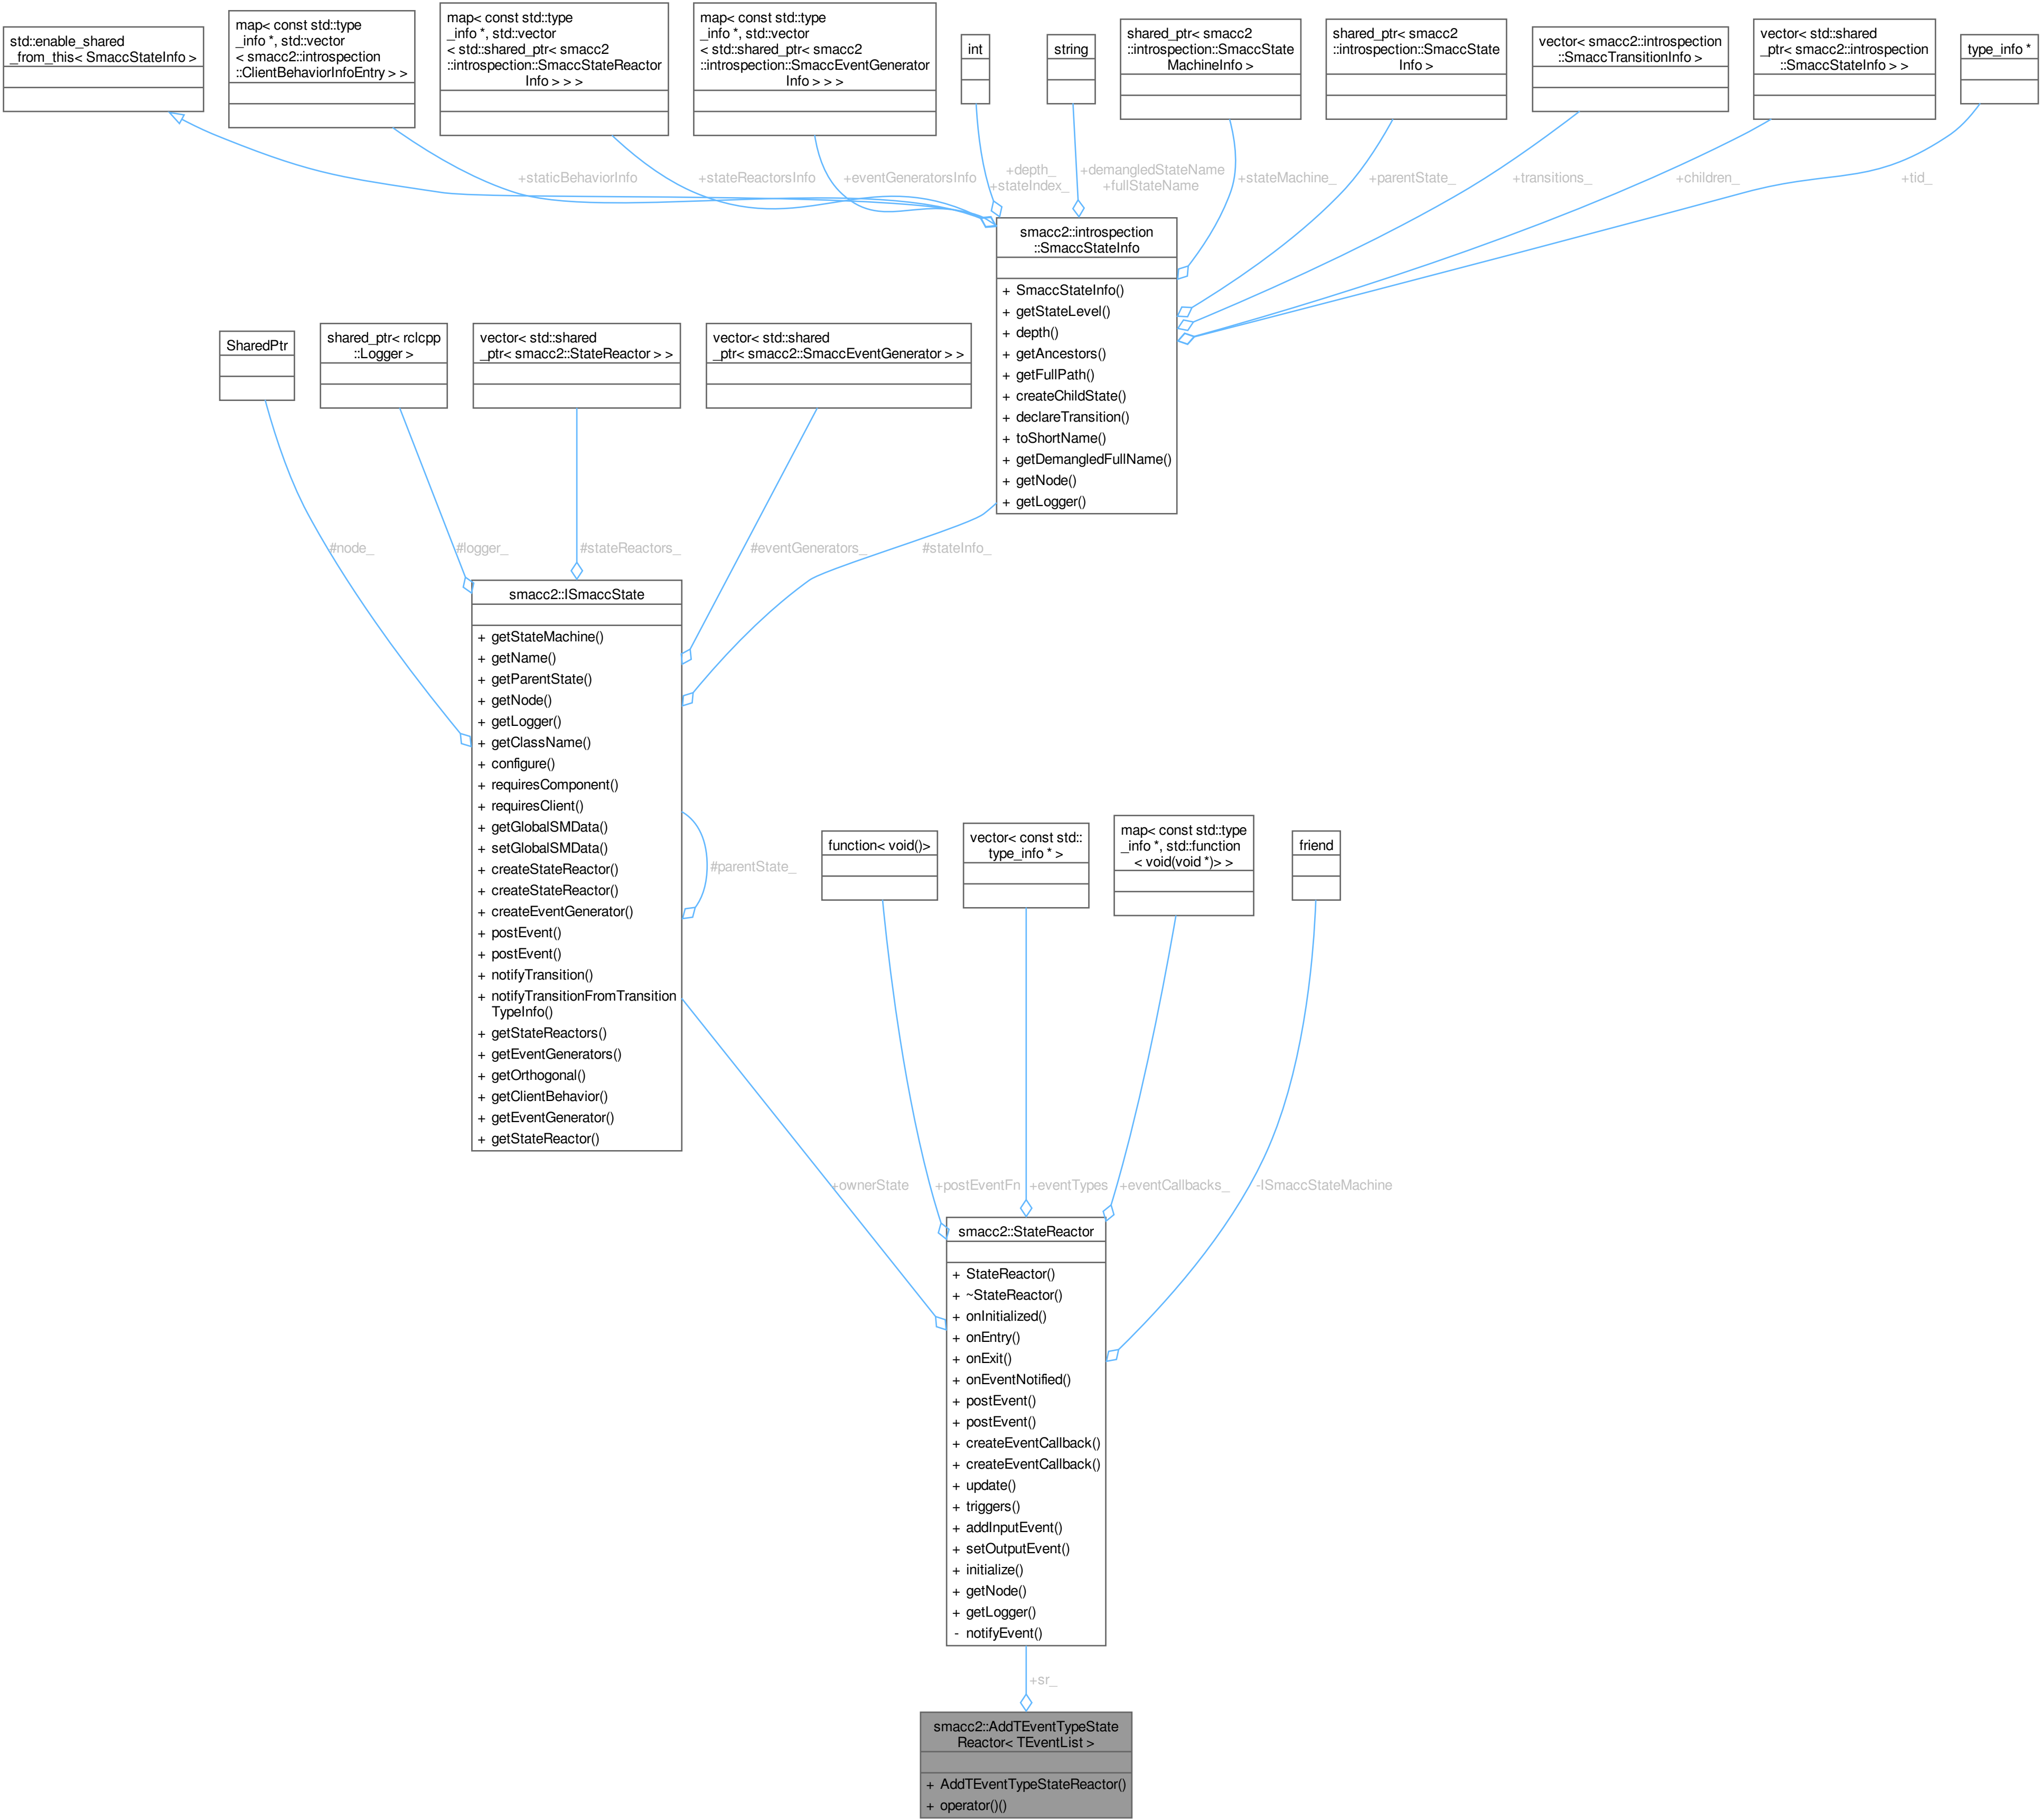 std::enable_shared
_from_this< SmaccStateInfo >
map< const std::type
_info *, std::vector
< smacc2::introspection
::ClientBehaviorInfoEntry > >
map< const std::type
_info *, std::vector
< std::shared_ptr< smacc2
::introspection::SmaccStateReactor
Info > > >
map< const std::type
_info *, std::vector
< std::shared_ptr< smacc2
::introspection::SmaccEventGenerator
Info > > >
int
string
shared_ptr< smacc2
::introspection::SmaccState
MachineInfo >
shared_ptr< smacc2
::introspection::SmaccState
Info >
vector< smacc2::introspection
::SmaccTransitionInfo >
vector< std::shared
_ptr< smacc2::introspection
::SmaccStateInfo > >
type_info *
+staticBehaviorInfo
+stateReactorsInfo
+eventGeneratorsInfo
+depth_
+stateIndex_
+demangledStateName
+fullStateName
+stateMachine_
+parentState_
+transitions_
+children_
+tid_
smacc2::introspection
::SmaccStateInfo
+ SmaccStateInfo()
+ getStateLevel()
+ depth()
+ getAncestors()
+ getFullPath()
+ createChildState()
+ declareTransition()
+ toShortName()
+ getDemangledFullName()
+ getNode()
+ getLogger()
SharedPtr
shared_ptr< rclcpp
::Logger >
vector< std::shared
_ptr< smacc2::StateReactor > >
vector< std::shared
_ptr< smacc2::SmaccEventGenerator > >
#node_
#logger_
#stateReactors_
#eventGenerators_
#stateInfo_
smacc2::ISmaccState
+ getStateMachine()
+ getName()
+ getParentState()
+ getNode()
+ getLogger()
+ getClassName()
+ configure()
+ requiresComponent()
+ requiresClient()
+ getGlobalSMData()
+ setGlobalSMData()
+ createStateReactor()
+ createStateReactor()
+ createEventGenerator()
+ postEvent()
+ postEvent()
+ notifyTransition()
+ notifyTransitionFromTransition
TypeInfo()
+ getStateReactors()
+ getEventGenerators()
+ getOrthogonal()
+ getClientBehavior()
+ getEventGenerator()
+ getStateReactor()
#parentState_
function< void()>
vector< const std::
type_info * >
map< const std::type
_info *, std::function
< void(void *)> >
friend
+ownerState
+postEventFn
+eventTypes
+eventCallbacks_
-ISmaccStateMachine
smacc2::StateReactor
+ StateReactor()
+ ~StateReactor()
+ onInitialized()
+ onEntry()
+ onExit()
+ onEventNotified()
+ postEvent()
+ postEvent()
+ createEventCallback()
+ createEventCallback()
+ update()
+ triggers()
+ addInputEvent()
+ setOutputEvent()
+ initialize()
+ getNode()
+ getLogger()
- notifyEvent()
+sr_
smacc2::AddTEventTypeState
Reactor< TEventList >
+ AddTEventTypeStateReactor()
+ operator()()